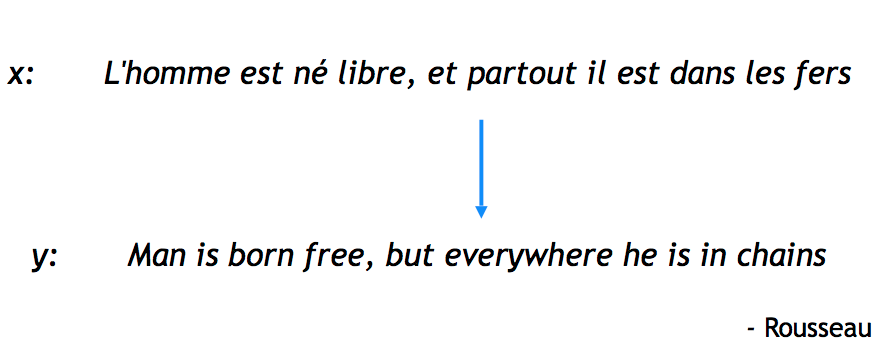 x: L'homme est né libre, et partout il est dans les fers
y: Man is born free, but everywhere he is in chains
- Rousseau